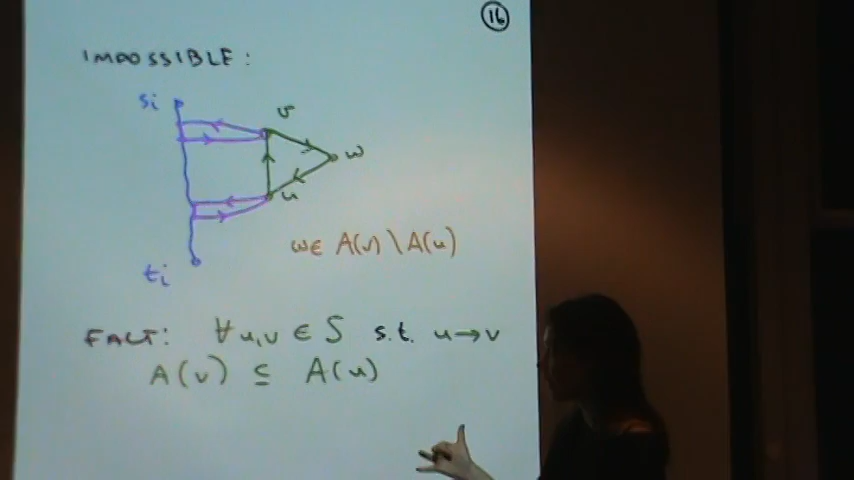 16
IMPOSSIBLE:
si
v
w
u
w ∈ A(v) \ A(u)
ti
FACT: ∀ u,v ∈ S s.t. u → v
A(v) ⊆ A(u)